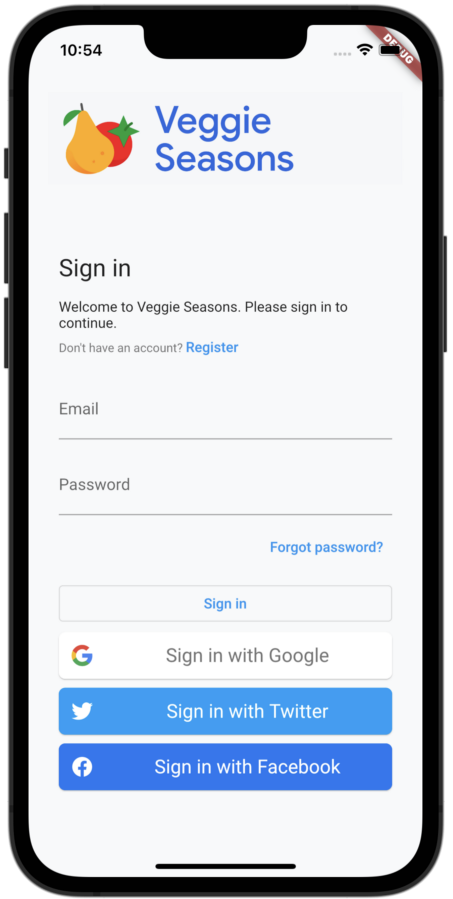 10:54
DEBUG
Veggie
Seasons
Sign in
Welcome to Veggie Seasons. Please sign in to
continue.
Don't have an account? Register
Email
Password
Forgot password?
Sign in
Sign in with Google
Sign in with Twitter
Sign in with Facebook